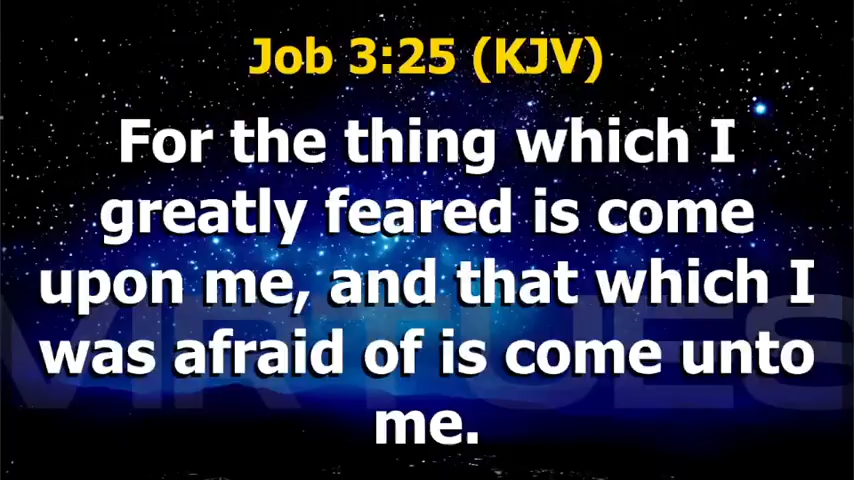 Job 3:25 (KJV)
For the thing which I
greatly feared is come
upon me, and that which I
was afraid of is come unto
me.
VIRTUES